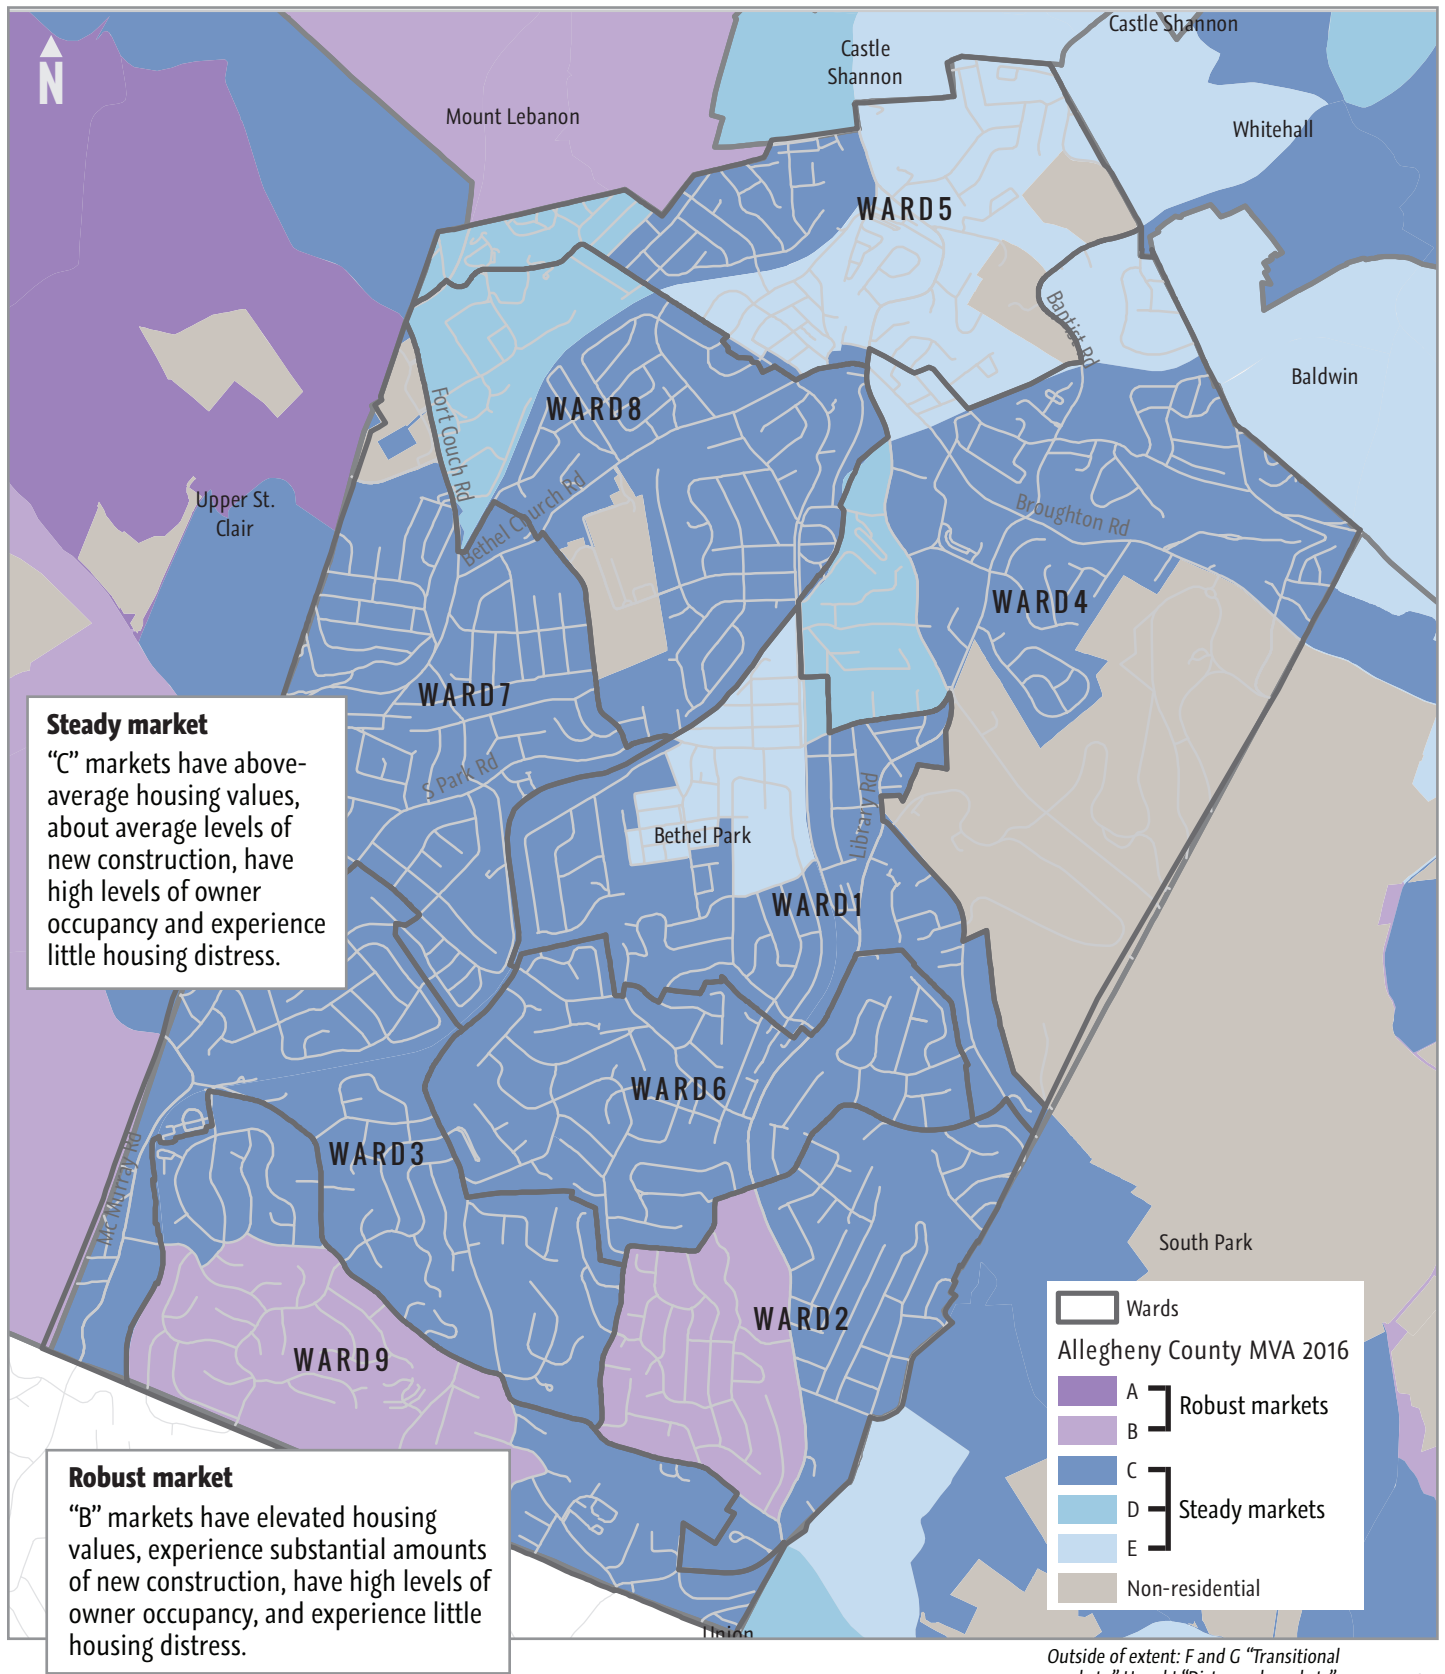 Castle Shannon
Castle
Shannon
N
Mount Lebanon
Whitehall
WARD5
Baptist Rd
Baldwin
Fort Couch Rd
WARD8
Upper St.
Clair
Bethel Church Rd
Broughton Rd
WARD4
WARD7
Steady market
“C” markets have above-
average housing values,
about average levels of
new construction, have
high levels of owner
occupancy and experience
little housing distress.
S Park Rd
Library Rd
Bethel Park
WARD1
WARD6
WARD3
Mc Murray Rd
South Park
WARD2
WARD9
Wards
Allegheny County MVA 2016
A
B
Robust markets
C
D
E
Steady markets
Non-residential
Robust market
“B” markets have elevated housing
values, experience substantial amounts
of new construction, have high levels of
owner occupancy, and experience little
housing distress.
Union
Outside of extent: F and G “Transitional